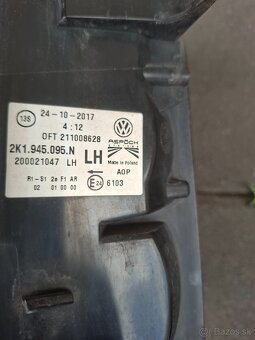 138
24-10-2017
4:12
OFT 211008628
ASPÖCK
2K1.945.095.N
LH
Made in Poland
200021047 LH
AOP
R1-S1 2a F1 AR
02 01 00 00
E 6103
bazos.sk